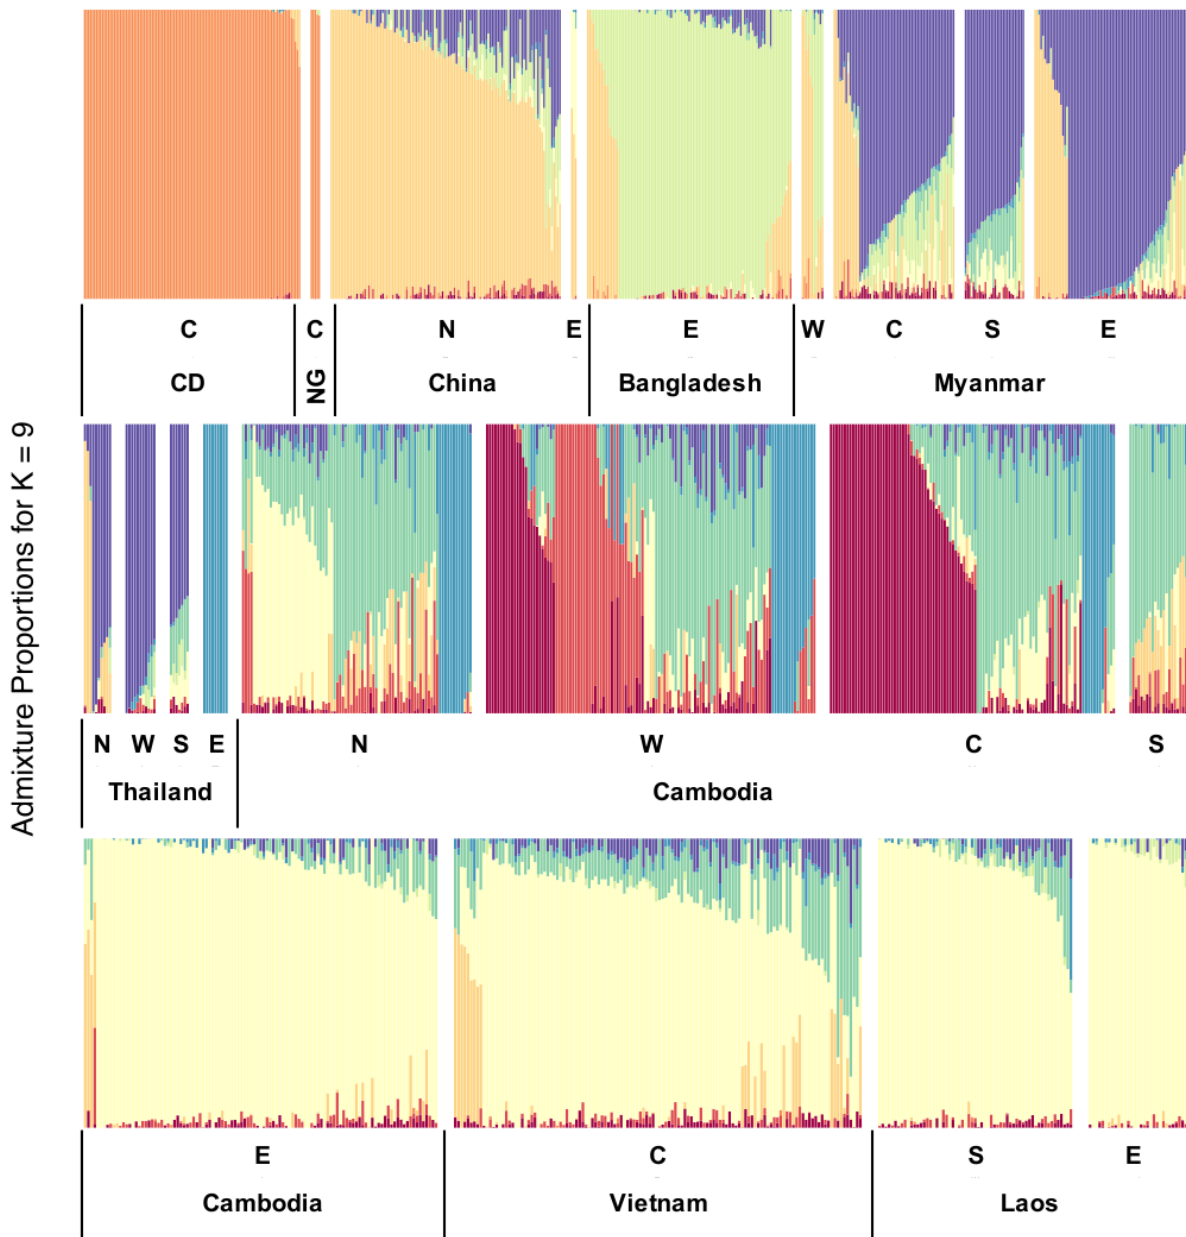 Admixture Proportions for K = 9
C C N E E W C S E
CD NG China Bangladesh Myanmar
N W S E N W C S
Thailand Cambodia
E C S E
Cambodia Vietnam Laos